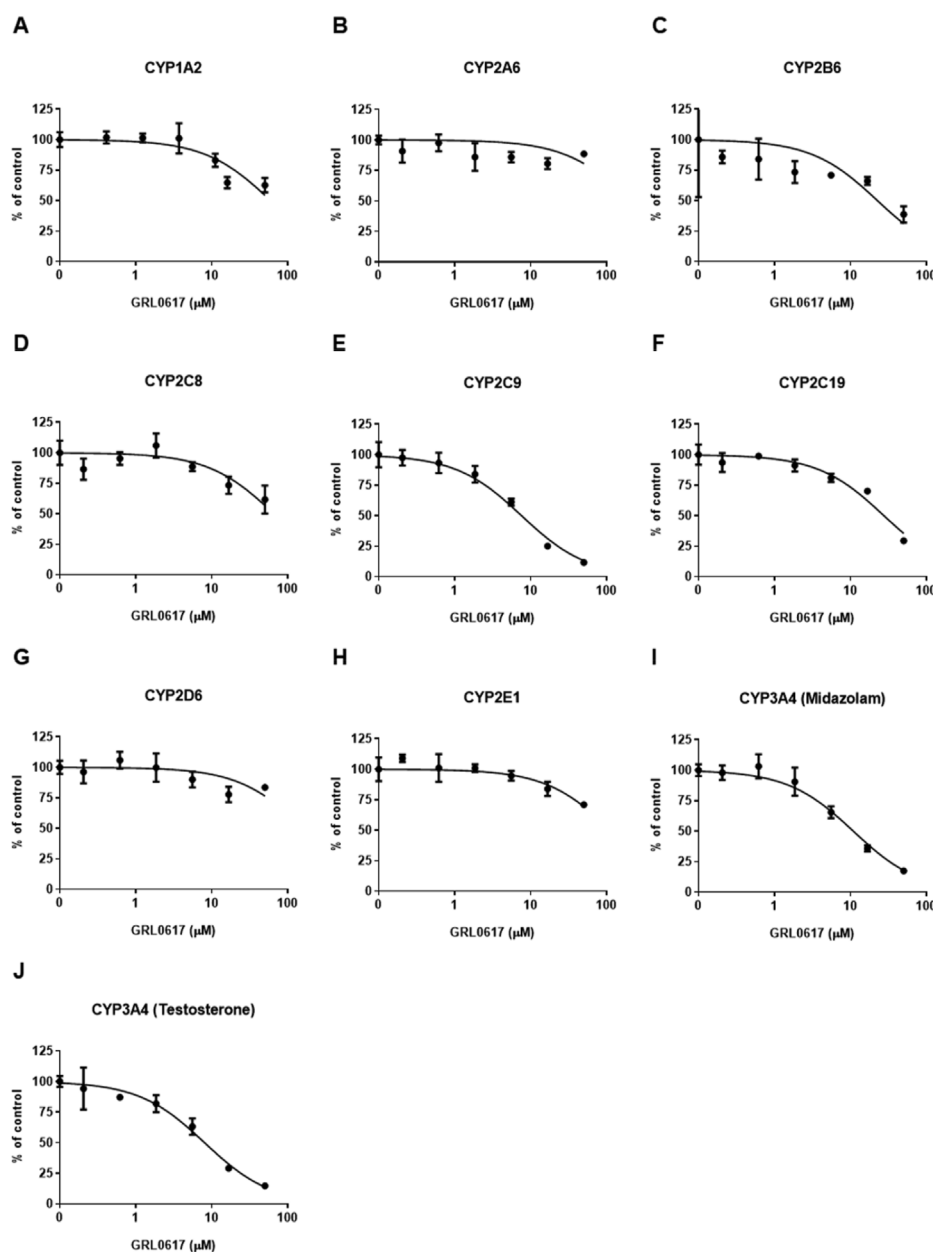 A
CYP1A2
% of control
125
100
75
50
25
0
0 1 10 100
GRL0617 (μM)
B
CYP2A6
% of control
125
100
75
50
25
0
0 1 10 100
GRL0617 (μM)
C
CYP2B6
% of control
125
100
75
50
25
0
0 1 10 100
GRL0617 (μM)
D
CYP2C8
% of control
125
100
75
50
25
0
0 1 10 100
GRL0617 (μM)
E
CYP2C9
% of control
125
100
75
50
25
0
0 1 10 100
GRL0617 (μM)
F
CYP2C19
% of control
125
100
75
50
25
0
0 1 10 100
GRL0617 (μM)
G
CYP2D6
% of control
125
100
75
50
25
0
0 1 10 100
GRL0617 (μM)
H
CYP2E1
% of control
125
100
75
50
25
0
0 1 10 100
GRL0617 (μM)
I
CYP3A4 (Midazolam)
% of control
125
100
75
50
25
0
0 1 10 100
GRL0617 (μM)
J
CYP3A4 (Testosterone)
% of control
125
100
75
50
25
0
0 1 10 100
GRL0617 (μM)